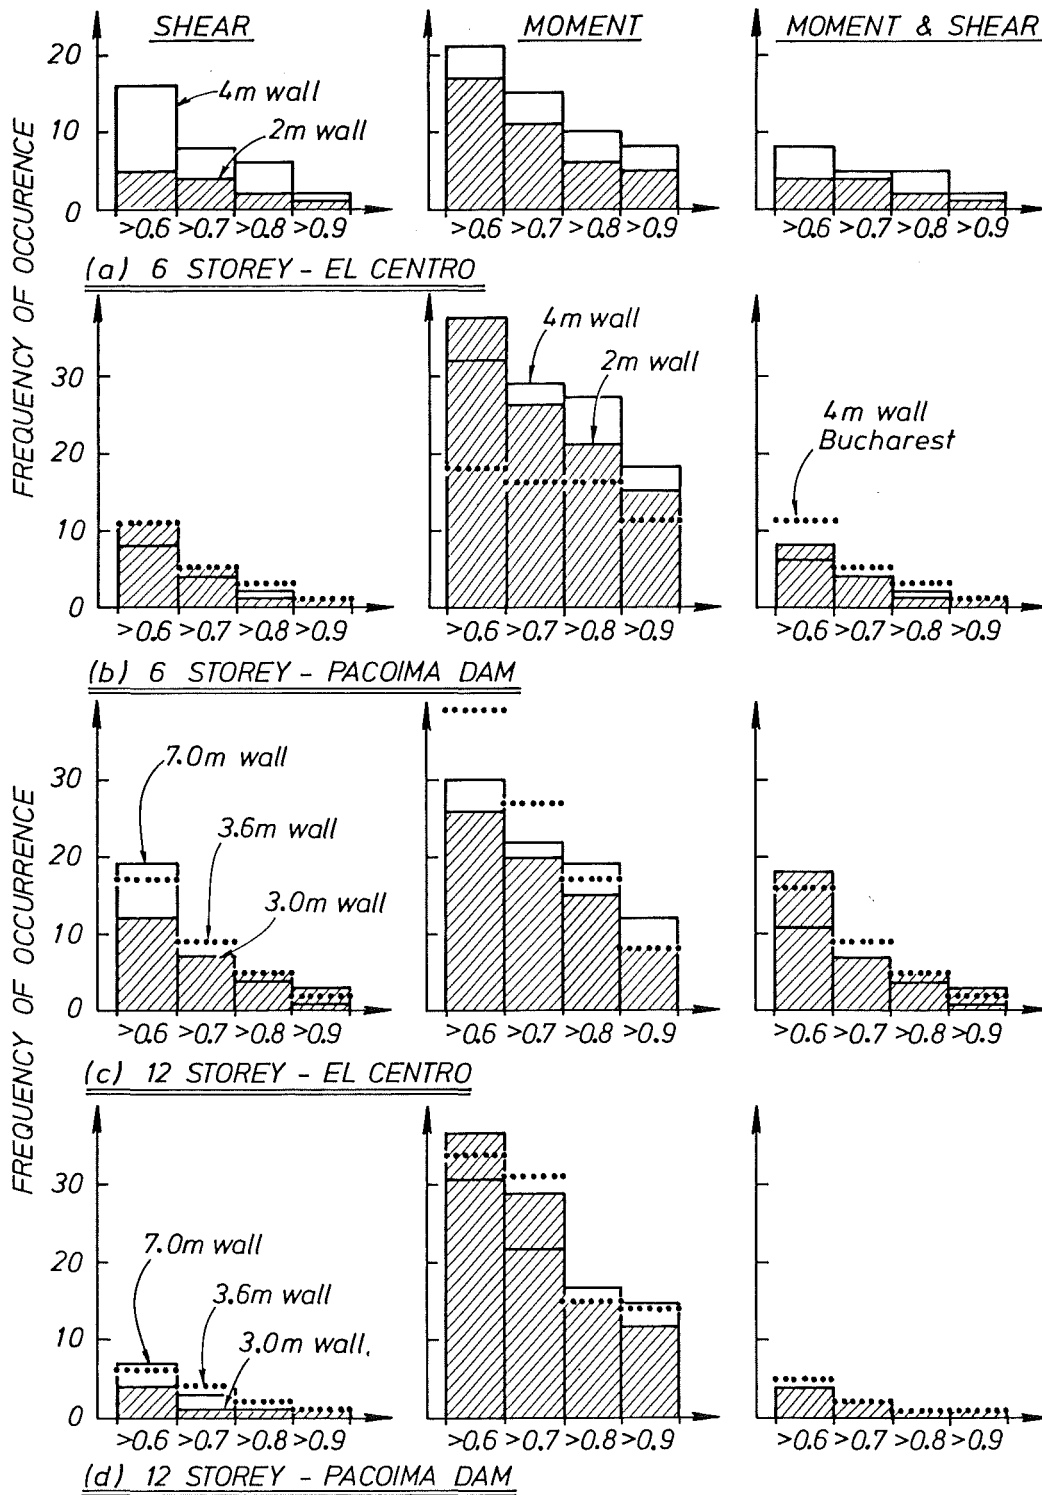 SHEAR
MOMENT
MOMENT & SHEAR
FREQUENCY OF OCCURENCE
20
10
0
4m wall
2m wall
>0.6 >0.7 >0.8 >0.9
>0.6 >0.7 >0.8 >0.9
>0.6 >0.7 >0.8 >0.9
(a) 6 STOREY - EL CENTRO
30
20
10
0
4m wall
2m wall
4m wall
Bucharest
>0.6 >0.7 >0.8 >0.9
>0.6 >0.7 >0.8 >0.9
>0.6 >0.7 >0.8 >0.9
(b) 6 STOREY - PACOIMA DAM
FREQUENCY OF OCCURRENCE
30
20
10
0
7.0m wall
3.6m wall
3.0m wall
>0.6 >0.7 >0.8 >0.9
>0.6 >0.7 >0.8 >0.9
>0.6 >0.7 >0.8 >0.9
(c) 12 STOREY - EL CENTRO
30
20
10
0
7.0m wall
3.6m wall
3.0m wall.
>0.6 >0.7 >0.8 >0.9
>0.6 >0.7 >0.8 >0.9
>0.6 >0.7 >0.8 >0.9
(d) 12 STOREY - PACOIMA DAM